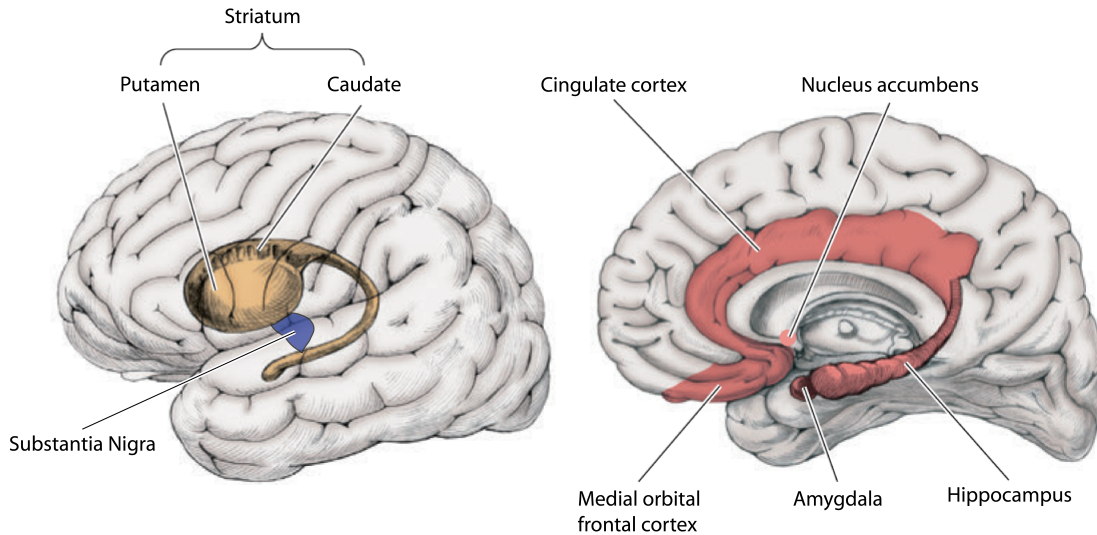 Striatum
Putamen
Caudate
Substantia Nigra
Cingulate cortex
Nucleus accumbens
Medial orbital
frontal cortex
Amygdala
Hippocampus